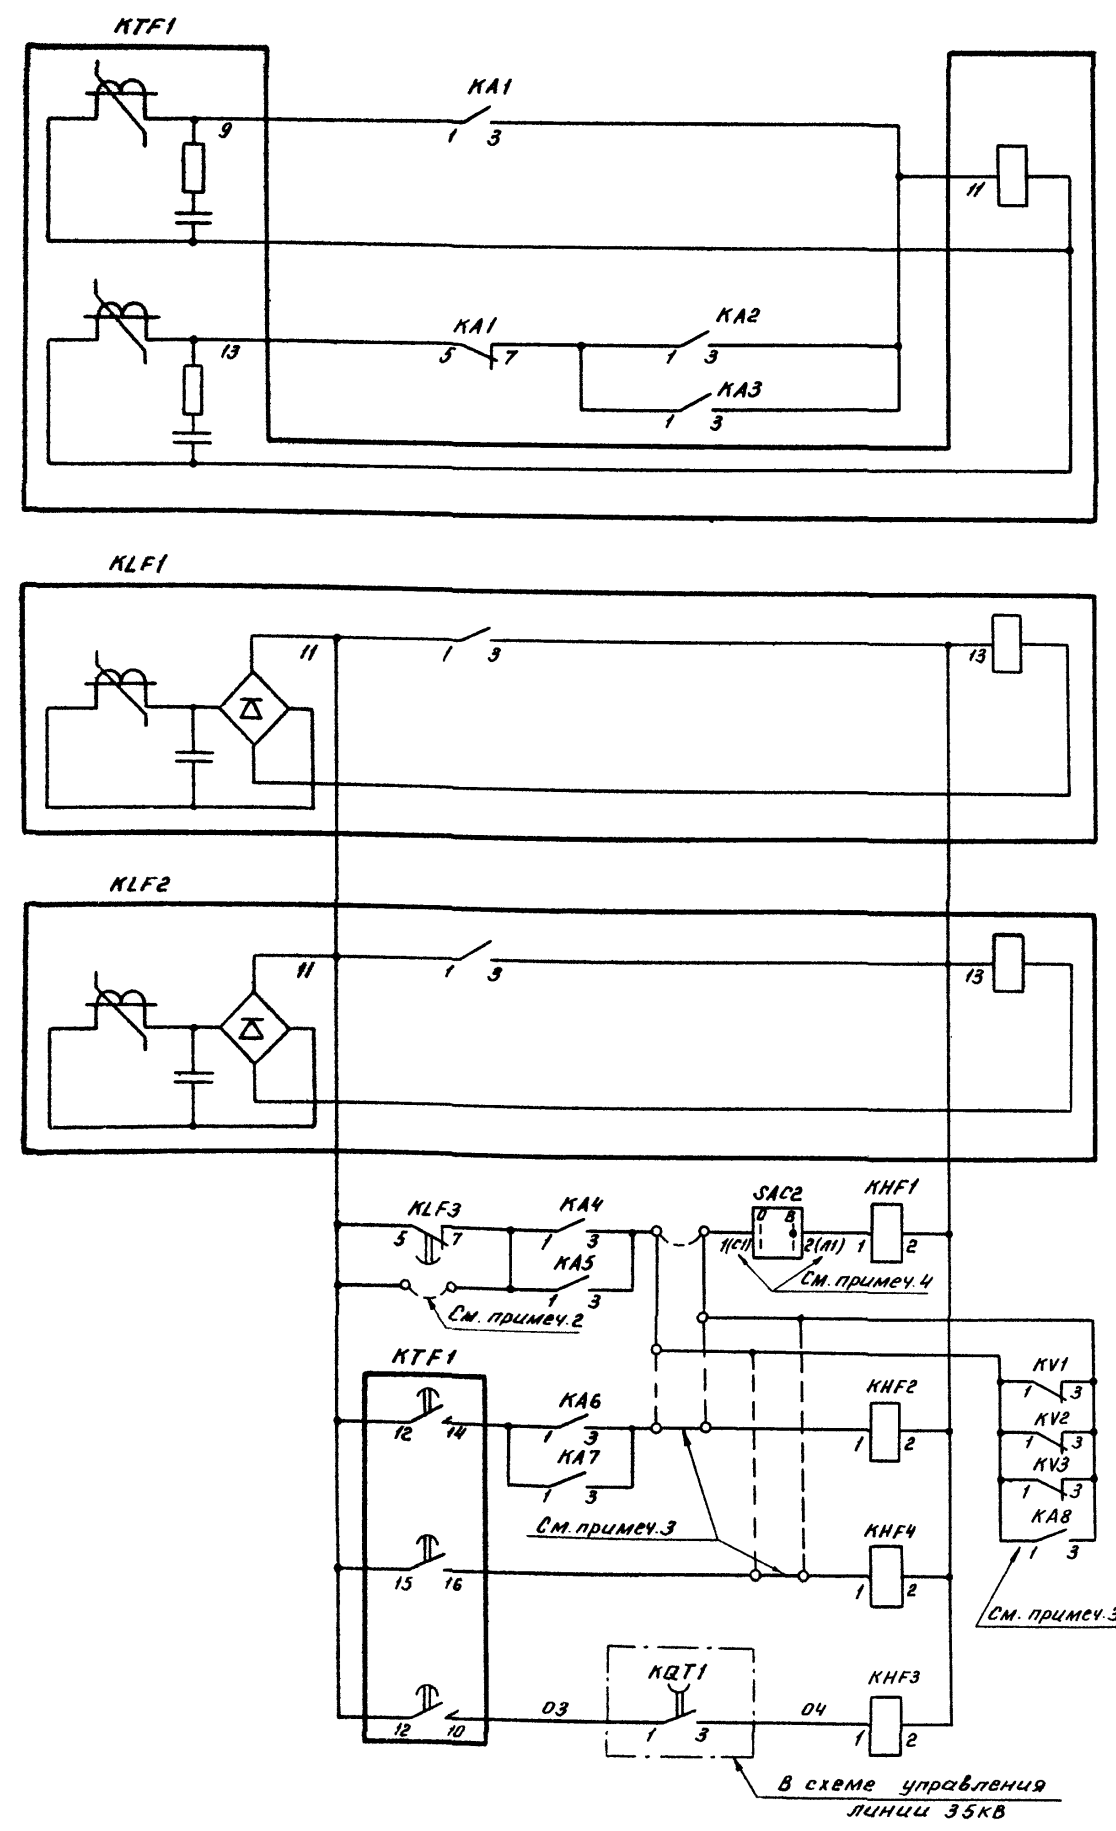 KTF1
KA1
9
1 3
11
KA1
KA2
13
5 7
1 3
KA3
1 3
KLF1
11
1 3
13
KLF2
11
1 3
13
KLF3
KA4
SAC2
KHF1
О В
5 7
1 3
1(С1)
2(Л1)
1 2
KA5
1 3
См. примеч. 4
См. примеч. 2
KTF1
KV1
1 3
KHF2
KA6
12 14
1 3
1 2
KV2
1 3
KA7
1 3
KV3
1 3
KA8
1 3
См. примеч. 3
KHF4
15 16
1 2
См. примеч. 3
KQT1
KHF3
03
04
12 10
1 3
1 2
В схеме управления
линии 35кв